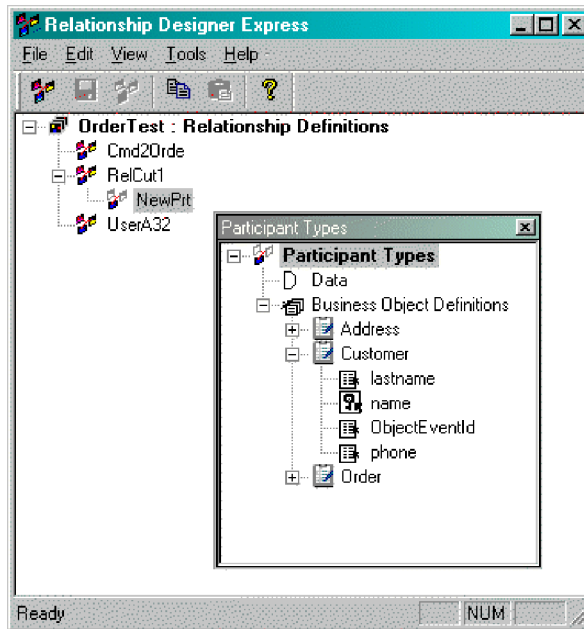 Relationship Designer Express
File Edit View Tools Help
OrderTest : Relationship Definitions
Cmd2Orde
RelCut1
NewPrt
UserA32
Participant Types
Participant Types
Data
Business Object Definitions
Address
Customer
lastname
name
ObjectEventId
phone
Order
Ready NUM